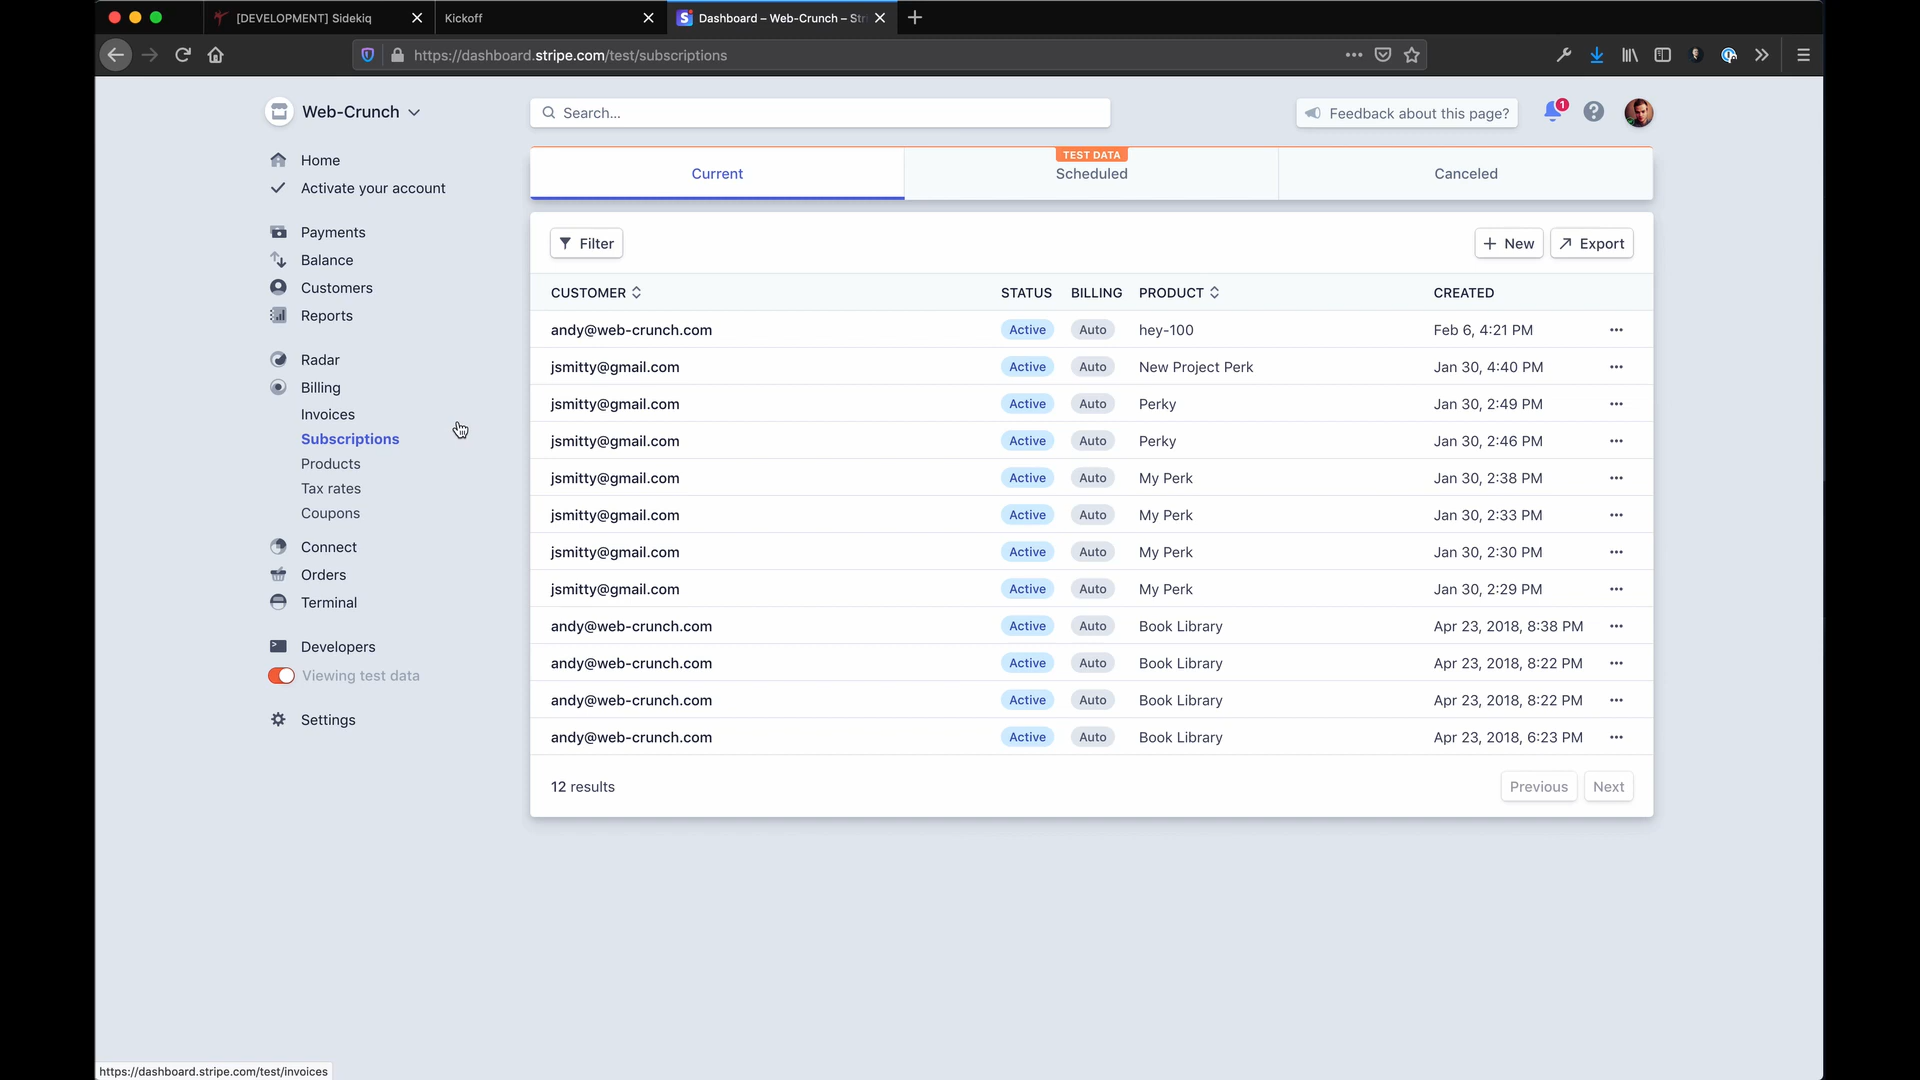 [DEVELOPMENT] Sidekiq
Kickoff
Dashboard – Web-Crunch – Str
https://dashboard.stripe.com/test/subscriptions
Web-Crunch
Search...
Feedback about this page?
1
Home
Activate your account
Payments
Balance
Customers
Reports
Radar
Billing
Invoices
Subscriptions
Products
Tax rates
Coupons
Connect
Orders
Terminal
Developers
Viewing test data
Settings
TEST DATA
Current Scheduled Canceled
Filter New Export
CUSTOMER STATUS BILLING PRODUCT CREATED
andy@web-crunch.com Active Auto hey-100 Feb 6, 4:21 PM
jsmitty@gmail.com Active Auto New Project Perk Jan 30, 4:40 PM
jsmitty@gmail.com Active Auto Perky Jan 30, 2:49 PM
jsmitty@gmail.com Active Auto Perky Jan 30, 2:46 PM
jsmitty@gmail.com Active Auto My Perk Jan 30, 2:38 PM
jsmitty@gmail.com Active Auto My Perk Jan 30, 2:33 PM
jsmitty@gmail.com Active Auto My Perk Jan 30, 2:30 PM
jsmitty@gmail.com Active Auto My Perk Jan 30, 2:29 PM
andy@web-crunch.com Active Auto Book Library Apr 23, 2018, 8:38 PM
andy@web-crunch.com Active Auto Book Library Apr 23, 2018, 8:22 PM
andy@web-crunch.com Active Auto Book Library Apr 23, 2018, 8:22 PM
andy@web-crunch.com Active Auto Book Library Apr 23, 2018, 6:23 PM
12 results Previous Next
https://dashboard.stripe.com/test/invoices